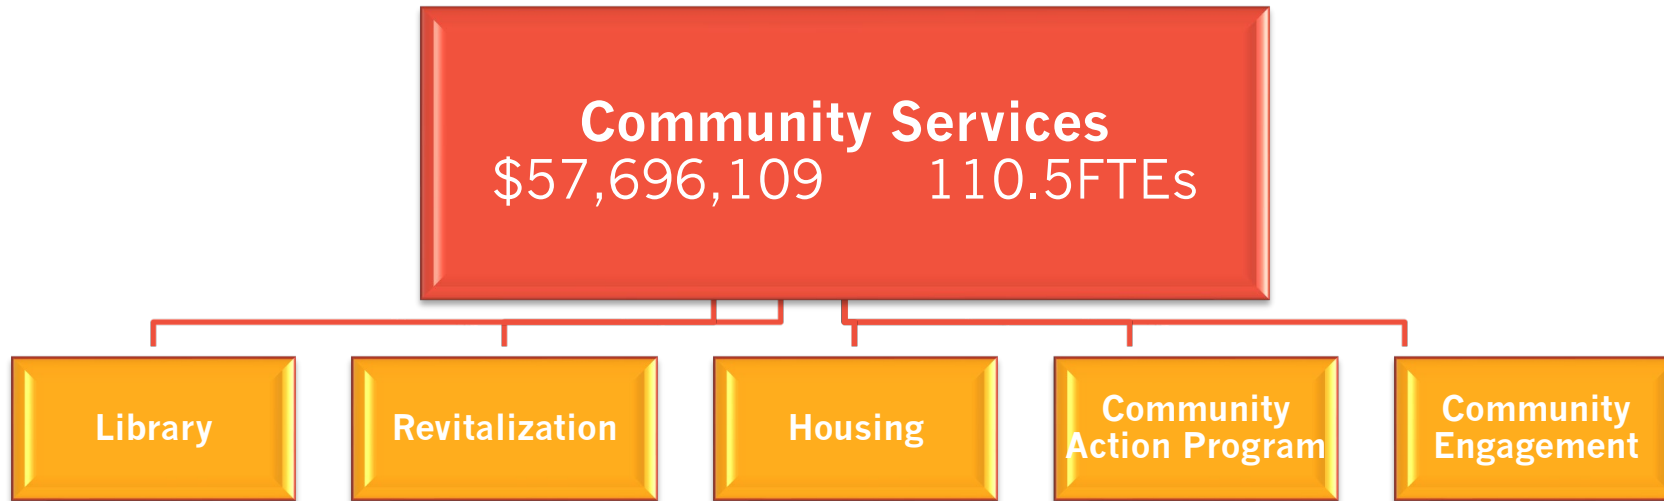 Community Services
$57,696,109 110.5FTEs
Library
Revitalization
Housing
Community
Action Program
Community
Engagement